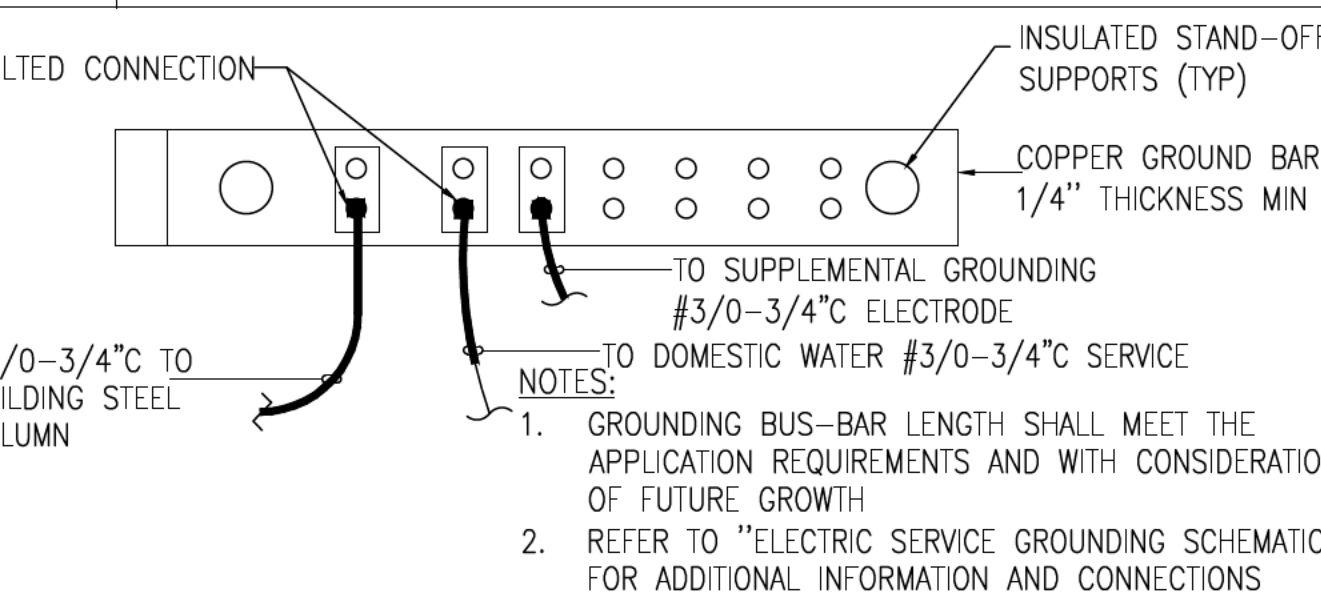 INSULATED STAND-OFF
SUPPORTS (TYP)
LTED CONNECTION
COPPER GROUND BAR
1/4" THICKNESS MIN
TO SUPPLEMENTAL GROUNDING
#3/0-3/4"C ELECTRODE
/0-3/4"C TO
ILDING STEEL
LUMN
TO DOMESTIC WATER #3/0-3/4"C SERVICE
NOTES:
1. GROUNDING BUS-BAR LENGTH SHALL MEET THE
APPLICATION REQUIREMENTS AND WITH CONSIDERATIO
OF FUTURE GROWTH
2. REFER TO "ELECTRIC SERVICE GROUNDING SCHEMATIC
FOR ADDITIONAL INFORMATION AND CONNECTIONS